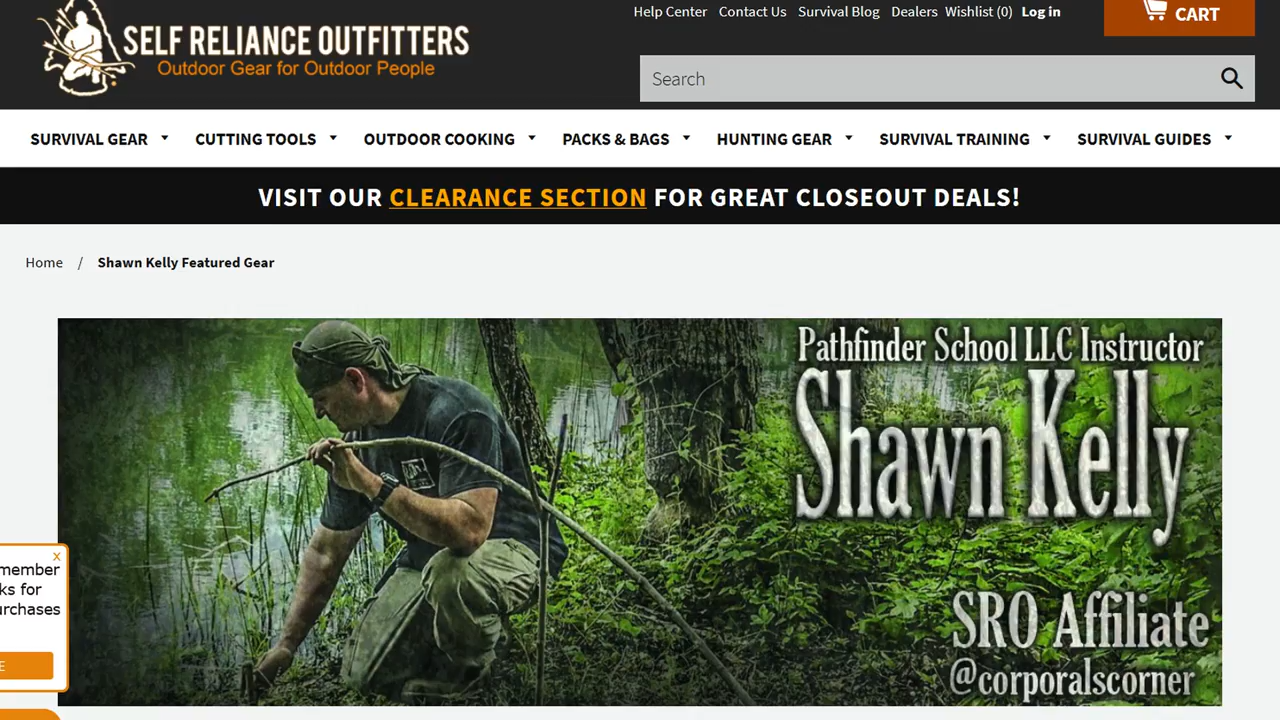 Help Center Contact Us Survival Blog Dealers Wishlist (0) Log in
CART
SELF RELIANCE OUTFITTERS
Outdoor Gear for Outdoor People
Search
SURVIVAL GEAR CUTTING TOOLS OUTDOOR COOKING PACKS & BAGS HUNTING GEAR SURVIVAL TRAINING SURVIVAL GUIDES
VISIT OUR CLEARANCE SECTION FOR GREAT CLOSEOUT DEALS!
Home / Shawn Kelly Featured Gear
Pathfinder School LLC Instructor
Shawn Kelly
SRO Affiliate
@corporalscorner
x
member
ks for
urchases
E